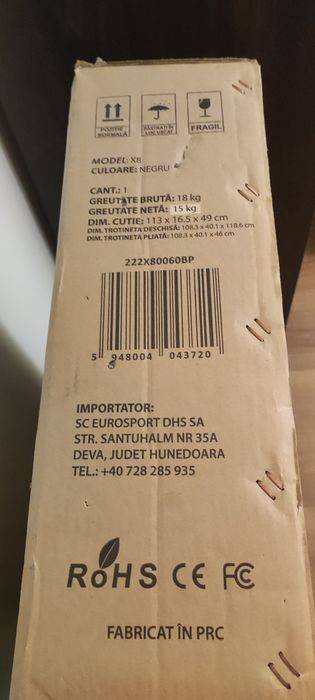 POZIȚIE
NORMALĂ
PĂSTRAȚI ÎN
LOC USCAT
FRAGIL
MODEL: X8
CULOARE: NEGRU
CANT.: 1
GREUTATE BRUTĂ: 18 kg
GREUTATE NETĂ: 15 kg
DIM. CUTIE: 113 x 16.5 x 49 cm
DIM. TROTINETA DESCHISĂ: 108.3 x 40.1 x 118.6 cm
DIM. TROTINETA PLIATĂ: 108.3 x 40.1 x 46 cm
222X80060BP
5 948004 043720
IMPORTATOR:
SC EUROSPORT DHS SA
STR. SANTUHALM NR 35A
DEVA, JUDET HUNEDOARA
TEL.: +40 728 285 935
RoHS CE FC
FABRICAT ÎN PRC